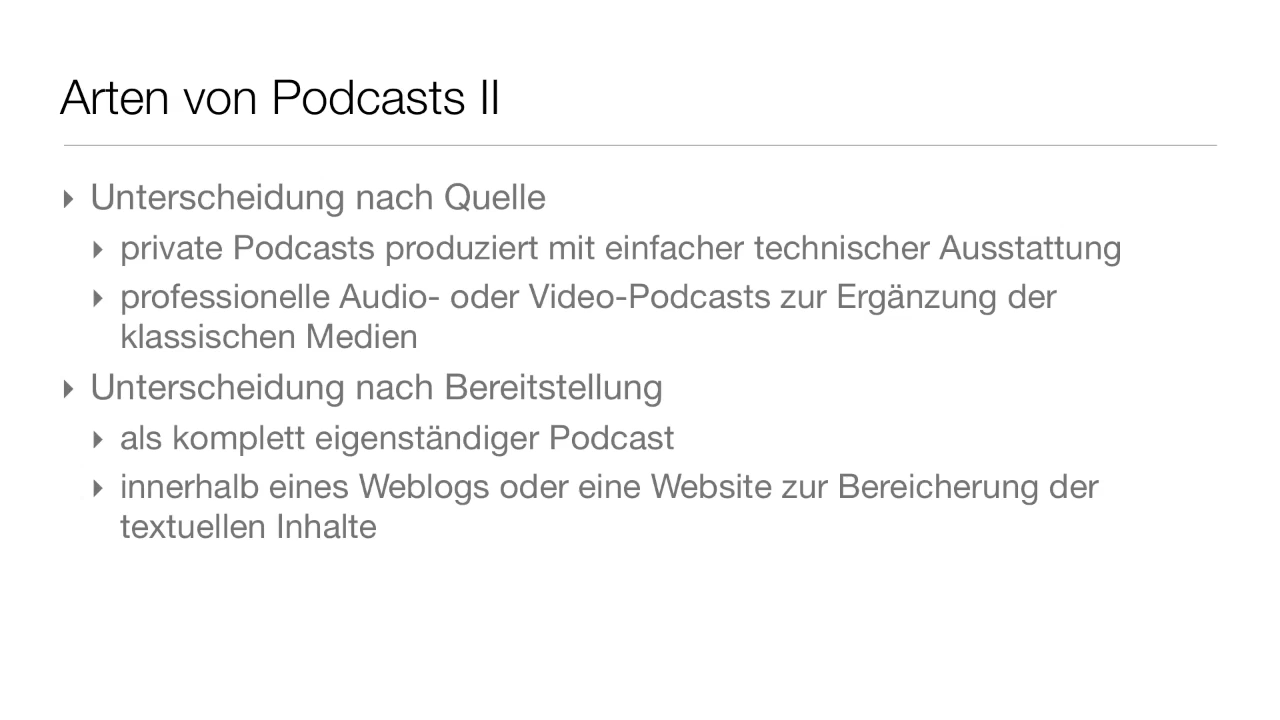 Arten von Podcasts II
‣ Unterscheidung nach Quelle
‣ private Podcasts produziert mit einfacher technischer Ausstattung
‣ professionelle Audio- oder Video-Podcasts zur Ergänzung der
klassischen Medien
‣ Unterscheidung nach Bereitstellung
‣ als komplett eigenständiger Podcast
‣ innerhalb eines Weblogs oder eine Website zur Bereicherung der
textuellen Inhalte